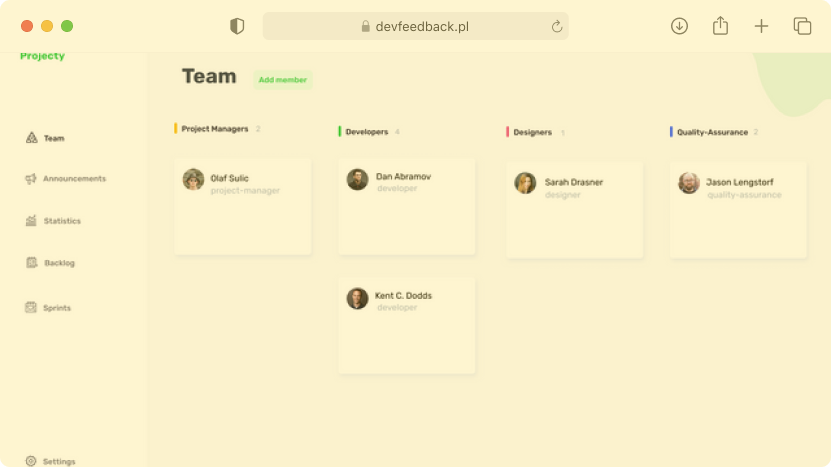 devfeedback.pl
Projecty
Team
Add member
Team
Announcements
Statistics
Backlog
Sprints
Settings
Project Managers 2
Olaf Sulic
project-manager
Developers 4
Dan Abramov
developer
Kent C. Dodds
developer
Designers 1
Sarah Drasner
designer
Quality-Assurance 2
Jason Lengstorf
quality-assurance